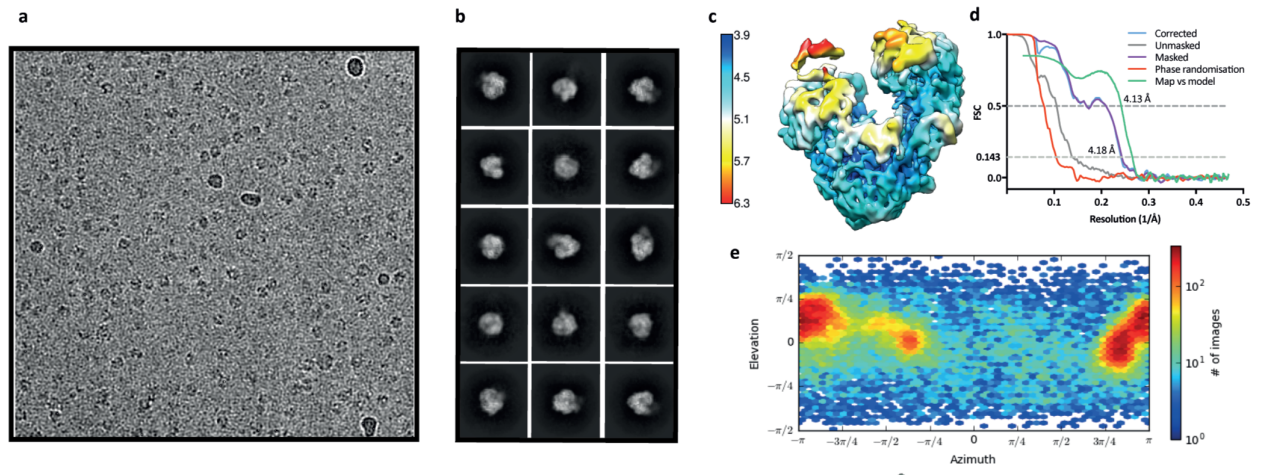 a
b
c
3.9
4.5
5.1
5.7
6.3
d
1.0
0.5
0.143
0.0
FSC
Corrected
Unmasked
Masked
Phase randomisation
Map vs model
4.13 Å
4.18 Å
0.1 0.2 0.3 0.4 0.5
Resolution (1/Å)
e
π/2
π/4
0
−π/4
−π/2
Elevation
−π −3π/4 −π/2 −π/4 0 π/4 π/2 3π/4 π
Azimuth
10²
10¹
10⁰
# of images